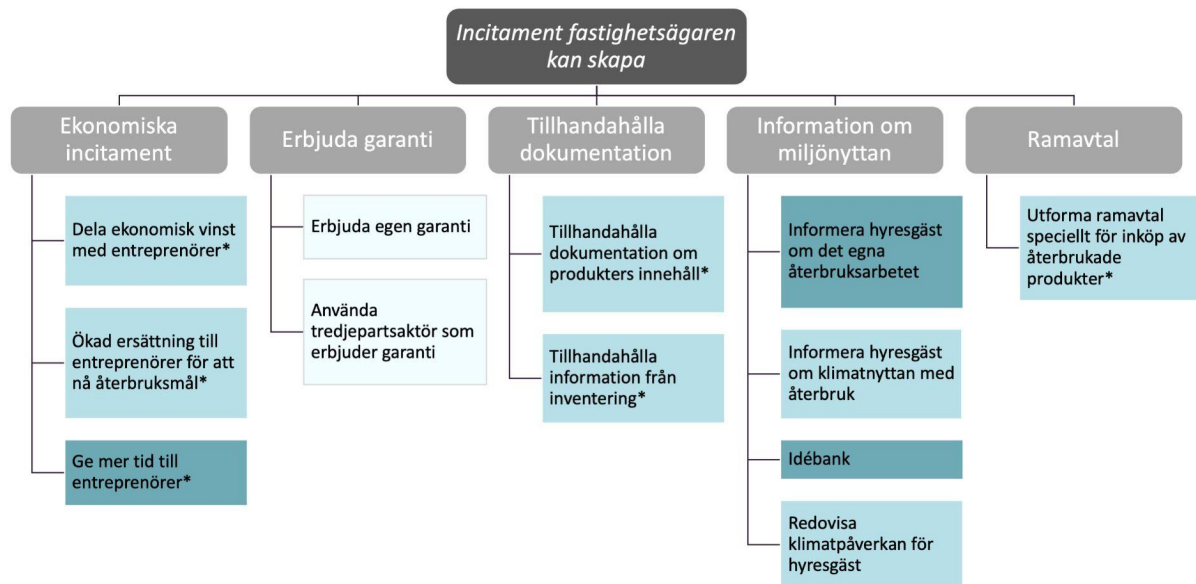 Incitament fastighetsägaren
kan skapa
Ekonomiska
incitament
Dela ekonomisk vinst
med entreprenörer*
Ökad ersättning till
entreprenörer för att
nå återbruksmål*
Ge mer tid till
entreprenörer*
Erbjuda garanti
Erbjuda egen garanti
Använda
tredjepartsaktör som
erbjuder garanti
Tillhandahålla
dokumentation
Tillhandahålla
dokumentation om
produkters innehåll*
Tillhandahålla
information från
inventering*
Information om
miljönyttan
Informera hyresgäst
om det egna
återbruksarbetet
Informera hyresgäst
om klimatnyttan med
återbruk
Idébank
Redovisa
klimatpåverkan för
hyresgäst
Ramavtal
Utforma ramavtal
speciellt för inköp av
återbrukade
produkter*